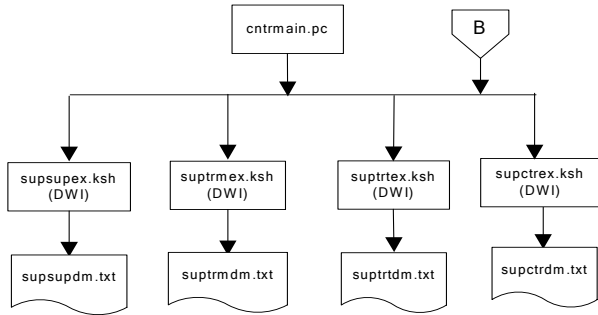 cntrmain.pc
B
supsupex.ksh
(DWI)
suptrmex.ksh
(DWI)
suptrtex.ksh
(DWI)
supctrex.ksh
(DWI)
supsupdm.txt
suptrmdm.txt
suptrtdm.txt
supctrdm.txt